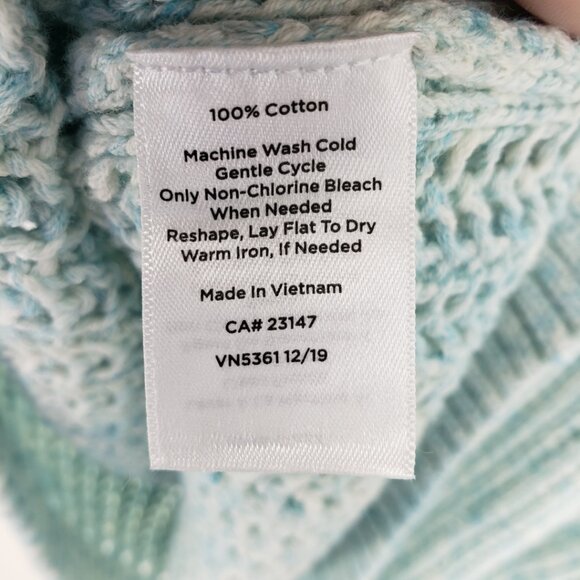 100% Cotton
Machine Wash Cold
Gentle Cycle
Only Non-Chlorine Bleach
When Needed
Reshape, Lay Flat To Dry
Warm Iron, If Needed
Made In Vietnam
CA# 23147
VN5361 12/19